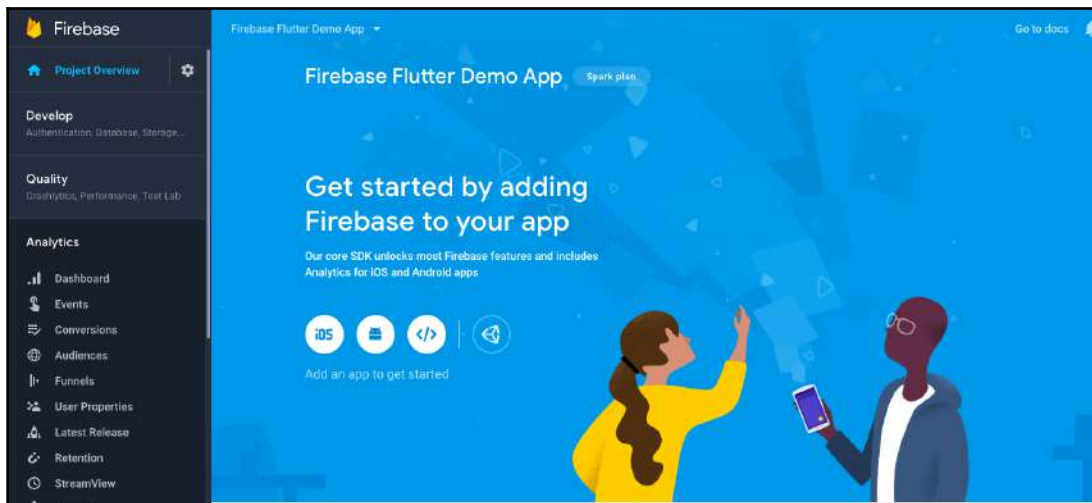 Firebase
Project Overview
Develop
Authentication, Database, Storage, ...
Quality
Crashlytics, Performance, Test Lab
Analytics
Dashboard
Events
Conversions
Audiences
Funnels
User Properties
Latest Release
Retention
StreamView
Firebase Flutter Demo App
Go to docs
Firebase Flutter Demo App
Spark plan
Get started by adding
Firebase to your app
Our core SDK unlocks most Firebase features and includes
Analytics for iOS and Android apps
iOS
</>
Add an app to get started